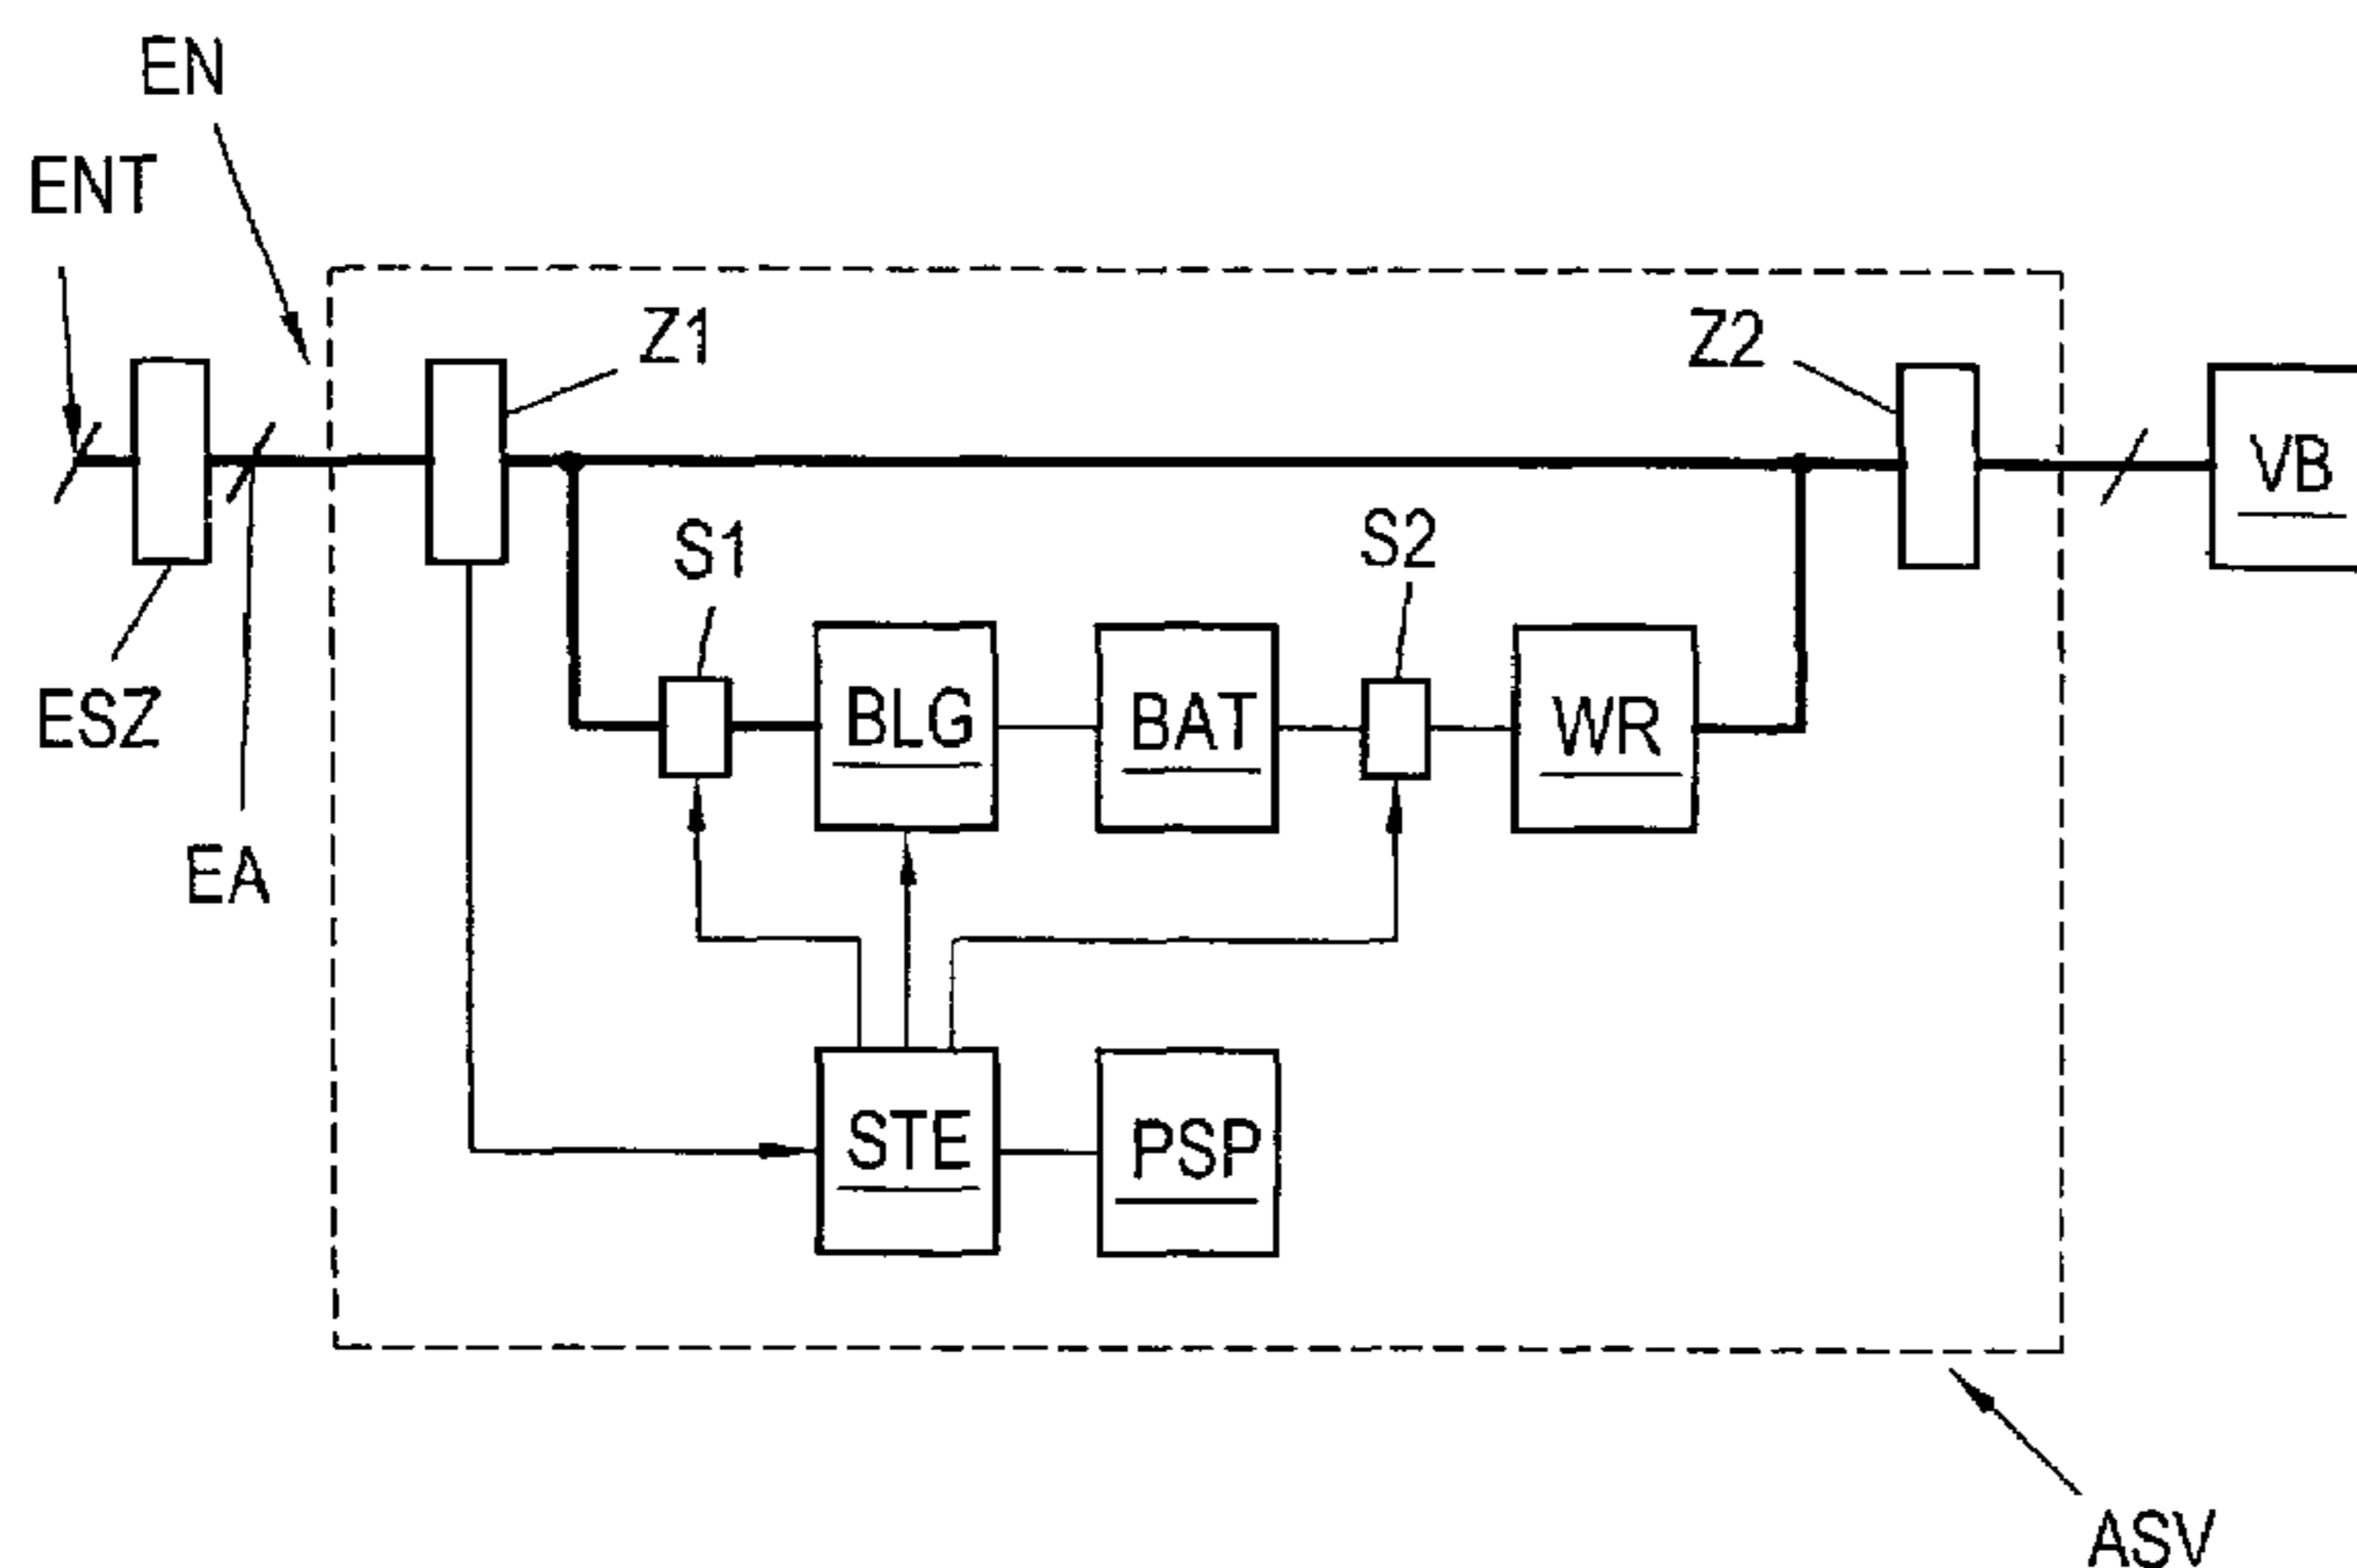 EN
ENT
Z1
Z2
VB
S1
S2
ESZ
BLG
BAT
WR
EA
STE
PSP
ASV